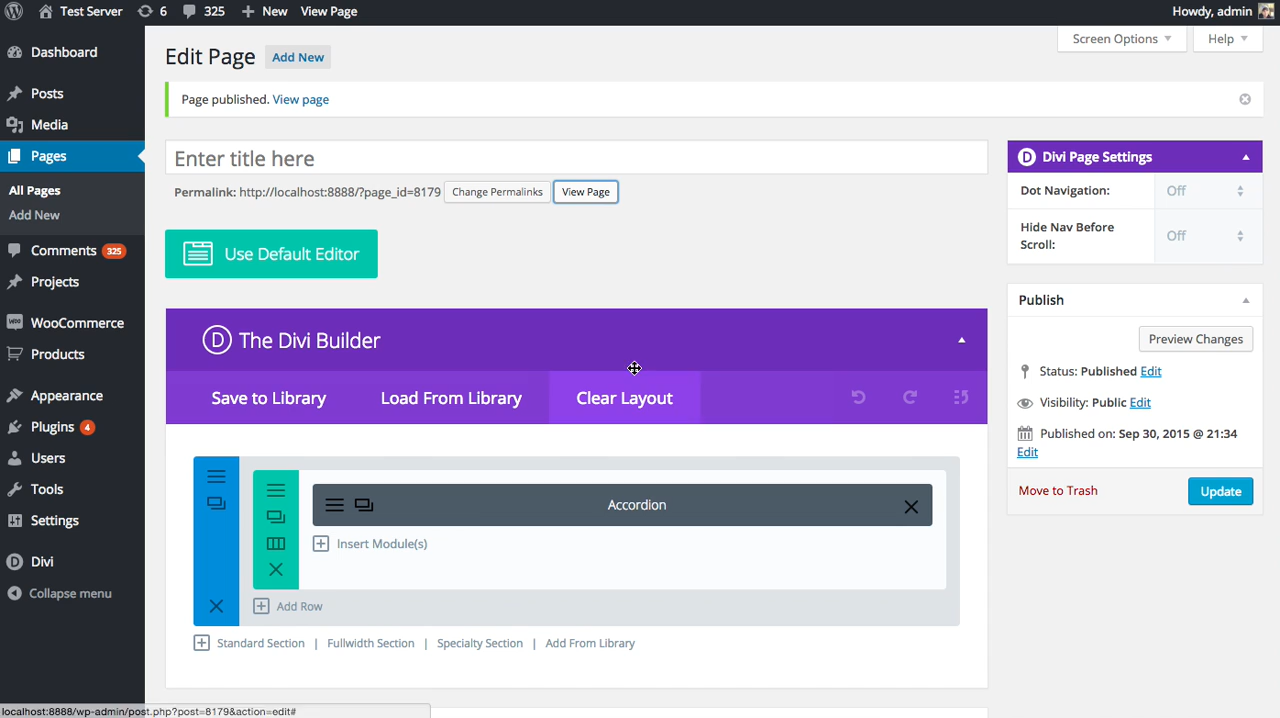 Test Server 6 325 New View Page Howdy, admin
Dashboard
Posts
Media
Pages
All Pages
Add New
Comments 325
Projects
WooCommerce
Products
Appearance
Plugins 4
Users
Tools
Settings
Divi
Collapse menu
Screen Options Help
Edit Page Add New
Page published. View page
Enter title here
Permalink: http://localhost:8888/?page_id=8179 Change Permalinks View Page
Use Default Editor
The Divi Builder
Save to Library Load From Library Clear Layout
Accordion
Insert Module(s)
Add Row
Standard Section | Fullwidth Section | Specialty Section | Add From Library
Divi Page Settings
Dot Navigation: Off
Hide Nav Before
Scroll: Off
Publish
Preview Changes
Status: Published Edit
Visibility: Public Edit
Published on: Sep 30, 2015 @ 21:34
Edit
Move to Trash Update
localhost:8888/wp-admin/post.php?post=8179&action=edit#